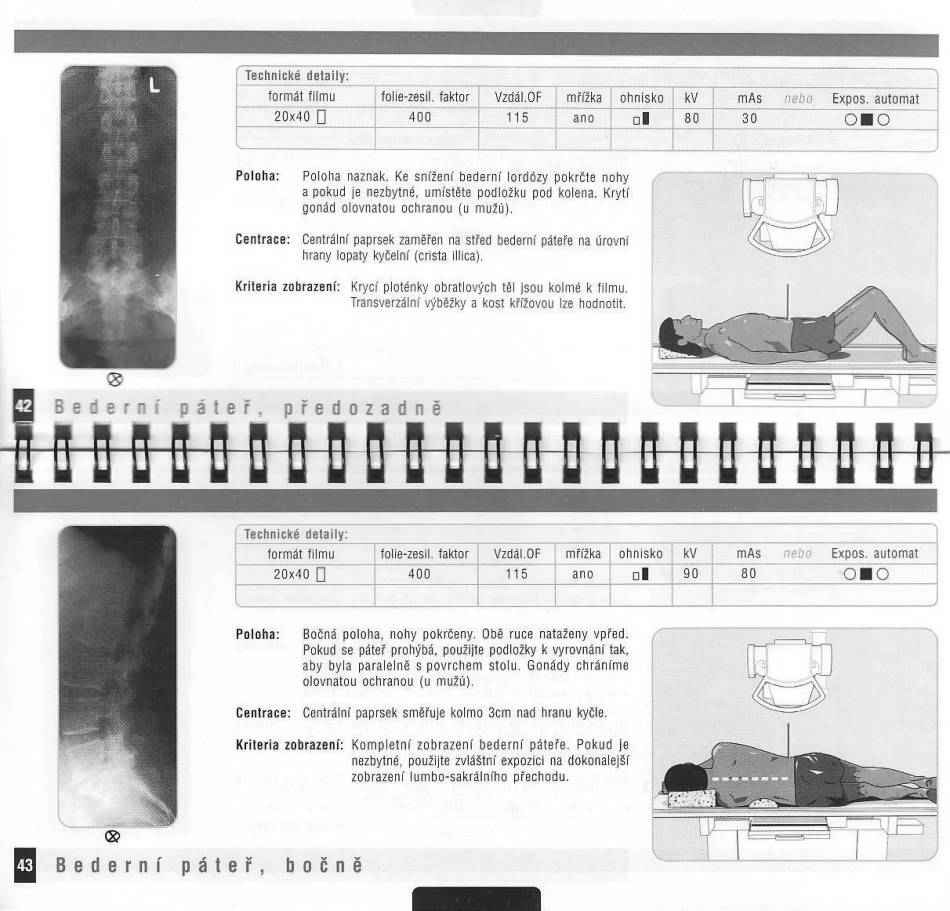 L
Technické detaily:
formát filmu folie-zesil. faktor Vzdál.OF mřížka ohnisko kV mAs nebo Expos. automat
20x40 400 115 ano 80 30
Poloha: Poloha naznak. Ke snížení bederní lordózy pokrčte nohy
a pokud je nezbytné, umístěte podložku pod kolena. Krytí
gonád olovnatou ochranou (u mužů).
Centrace: Centrální paprsek zaměřen na střed bederní páteře na úrovni
hrany lopaty kyčelní (crista illica).
Kriteria zobrazení: Krycí ploténky obratlových těl jsou kolmé k filmu.
Transverzální výběžky a kost křížovou lze hodnotit.
42 Bederní páteř, předozadně
Technické detaily:
formát filmu folie-zesil. faktor Vzdál.OF mřížka ohnisko kV mAs nebo Expos. automat
20x40 400 115 ano 90 80
Poloha: Bočná poloha, nohy pokrčeny. Obě ruce nataženy vpřed.
Pokud se páteř prohýbá, použijte podložky k vyrovnání tak,
aby byla paralelně s povrchem stolu. Gonády chráníme
olovnatou ochranou (u mužů).
Centrace: Centrální paprsek směřuje kolmo 3cm nad hranu kyčle.
Kriteria zobrazení: Kompletní zobrazení bederní páteře. Pokud je
nezbytné, použijte zvláštní expozici na dokonalejší
zobrazení lumbo-sakrálního přechodu.
43 Bederní páteř, bočně